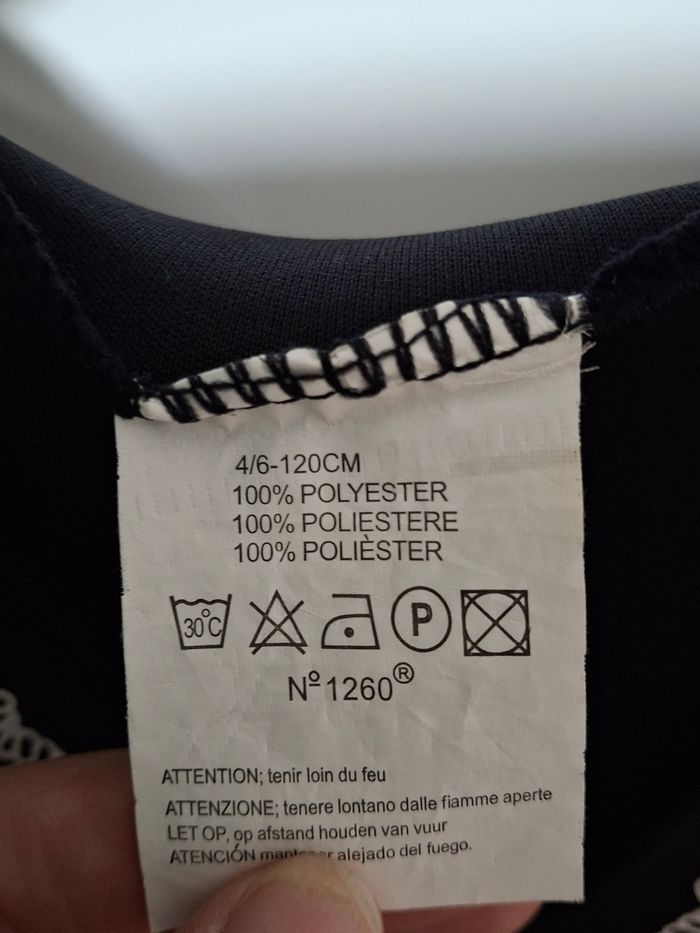 4/6-120CM
100% POLYESTER
100% POLIESTERE
100% POLIÈSTER
30°C P
Nº 1260®
ATTENTION; tenir loin du feu
ATTENZIONE; tenere lontano dalle fiamme aperte
LET OP, op afstand houden van vuur
ATENCIÓN alejado del fuego.